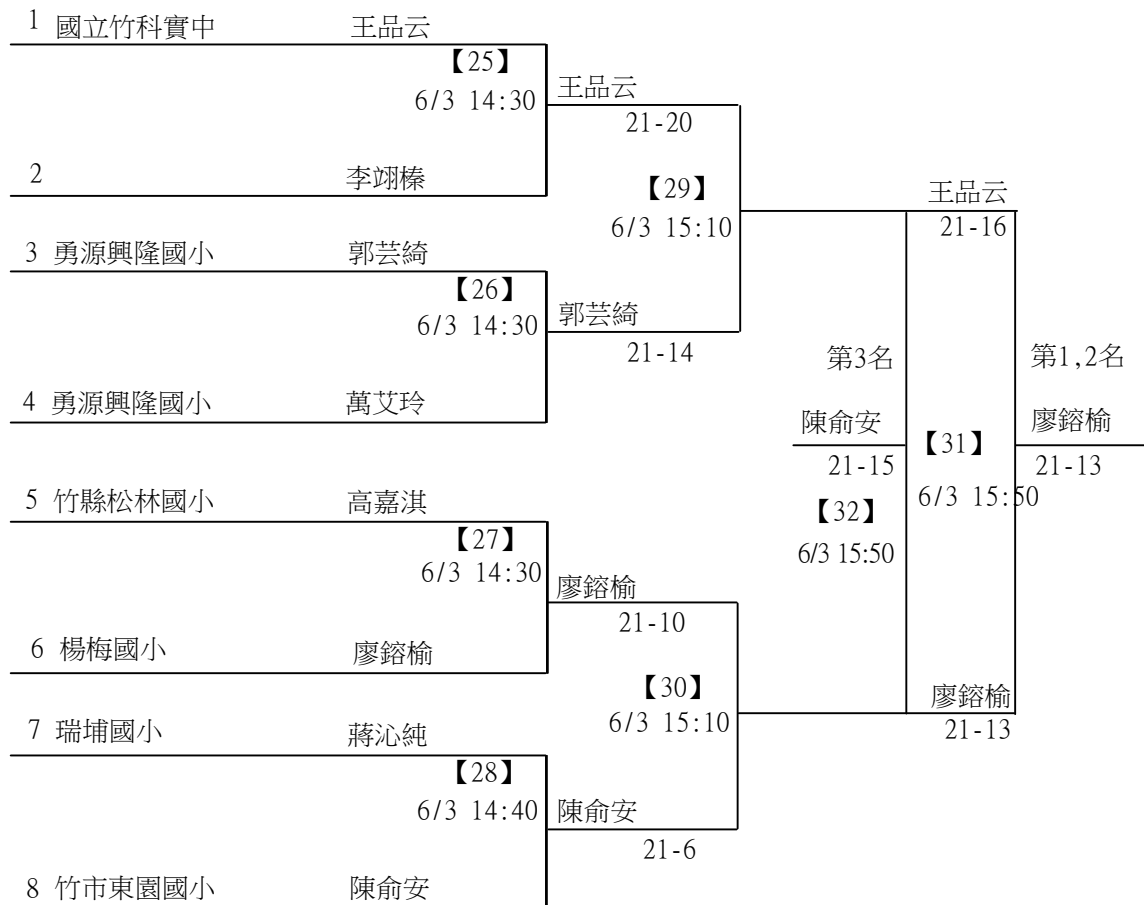 1 國立竹科實中 王品云
【25】
6/3 14:30
王品云
21-20
2 李翊榛
【29】
6/3 15:10
王品云
21-16
3 勇源興隆國小 郭芸綺
【26】
6/3 14:30
郭芸綺
21-14
4 勇源興隆國小 萬艾玲
第3名
第1,2名
陳俞安
21-15
【32】
6/3 15:50
【31】
6/3 15:50
廖鎔榆
21-13
5 竹縣松林國小 高嘉淇
【27】
6/3 14:30
廖鎔榆
21-10
6 楊梅國小 廖鎔榆
【30】
6/3 15:10
廖鎔榆
21-13
7 瑞埔國小 蔣沁純
【28】
6/3 14:40
陳俞安
21-6
8 竹市東園國小 陳俞安